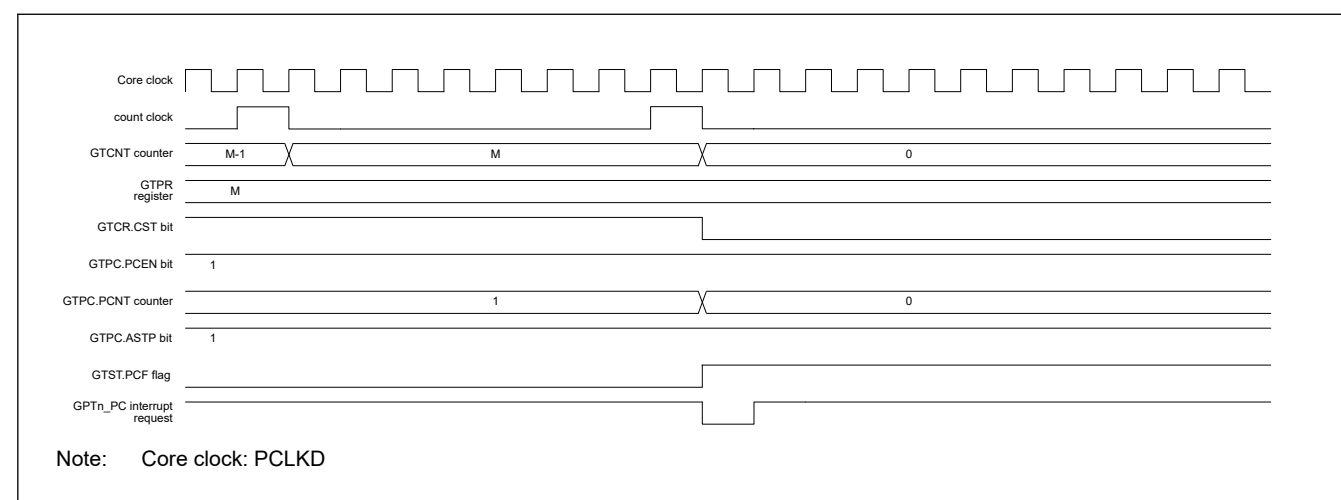 Core clock
count clock
GTCNT counter M-1 M 0
GTPR
register M
GTCR.CST bit
GTPC.PCEN bit 1
GTPC.PCNT counter 1 0
GTPC.ASTP bit 1
GTST.PCF flag
GPTn_PC interrupt
request
Note: Core clock: PCLKD